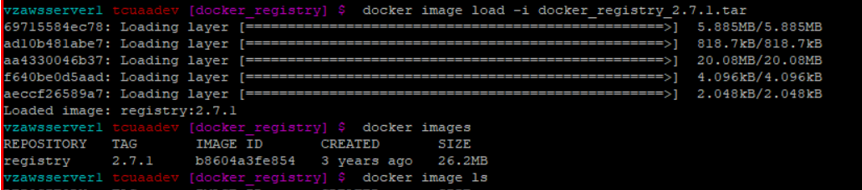 vzawsserver1 tcuaadev [docker_registry] $ docker image load -i docker_registry_2.7.1.tar
69715584ec78: Loading layer [==================================================>] 5.885MB/5.885MB
ad10b481abe7: Loading layer [==================================================>] 818.7kB/818.7kB
aa4330046b37: Loading layer [==================================================>] 20.08MB/20.08MB
f640be0d5aad: Loading layer [==================================================>] 4.096kB/4.096kB
aeccf26589a7: Loading layer [==================================================>] 2.048kB/2.048kB
Loaded image: registry:2.7.1
vzawsserver1 tcuaadev [docker_registry] $ docker images
REPOSITORY TAG IMAGE ID CREATED SIZE
registry 2.7.1 b8604a3fe854 3 years ago 26.2MB
vzawsserver1 tcuaadev [docker_registry] $ docker image ls